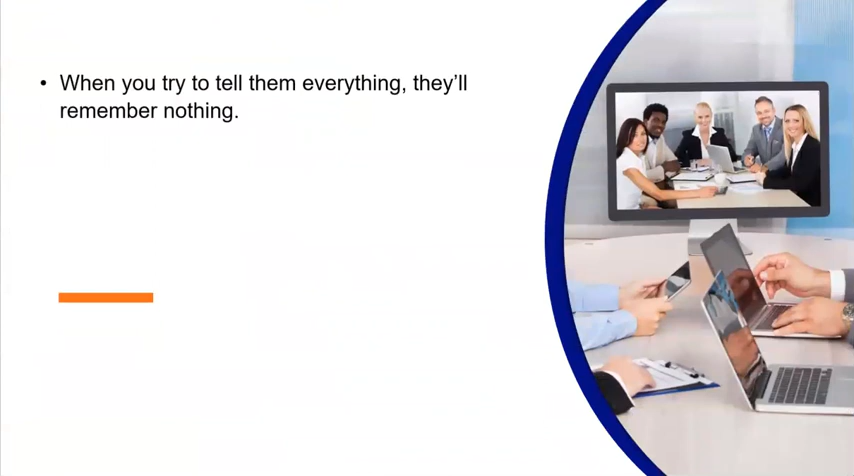 • When you try to tell them everything, they’ll
remember nothing.